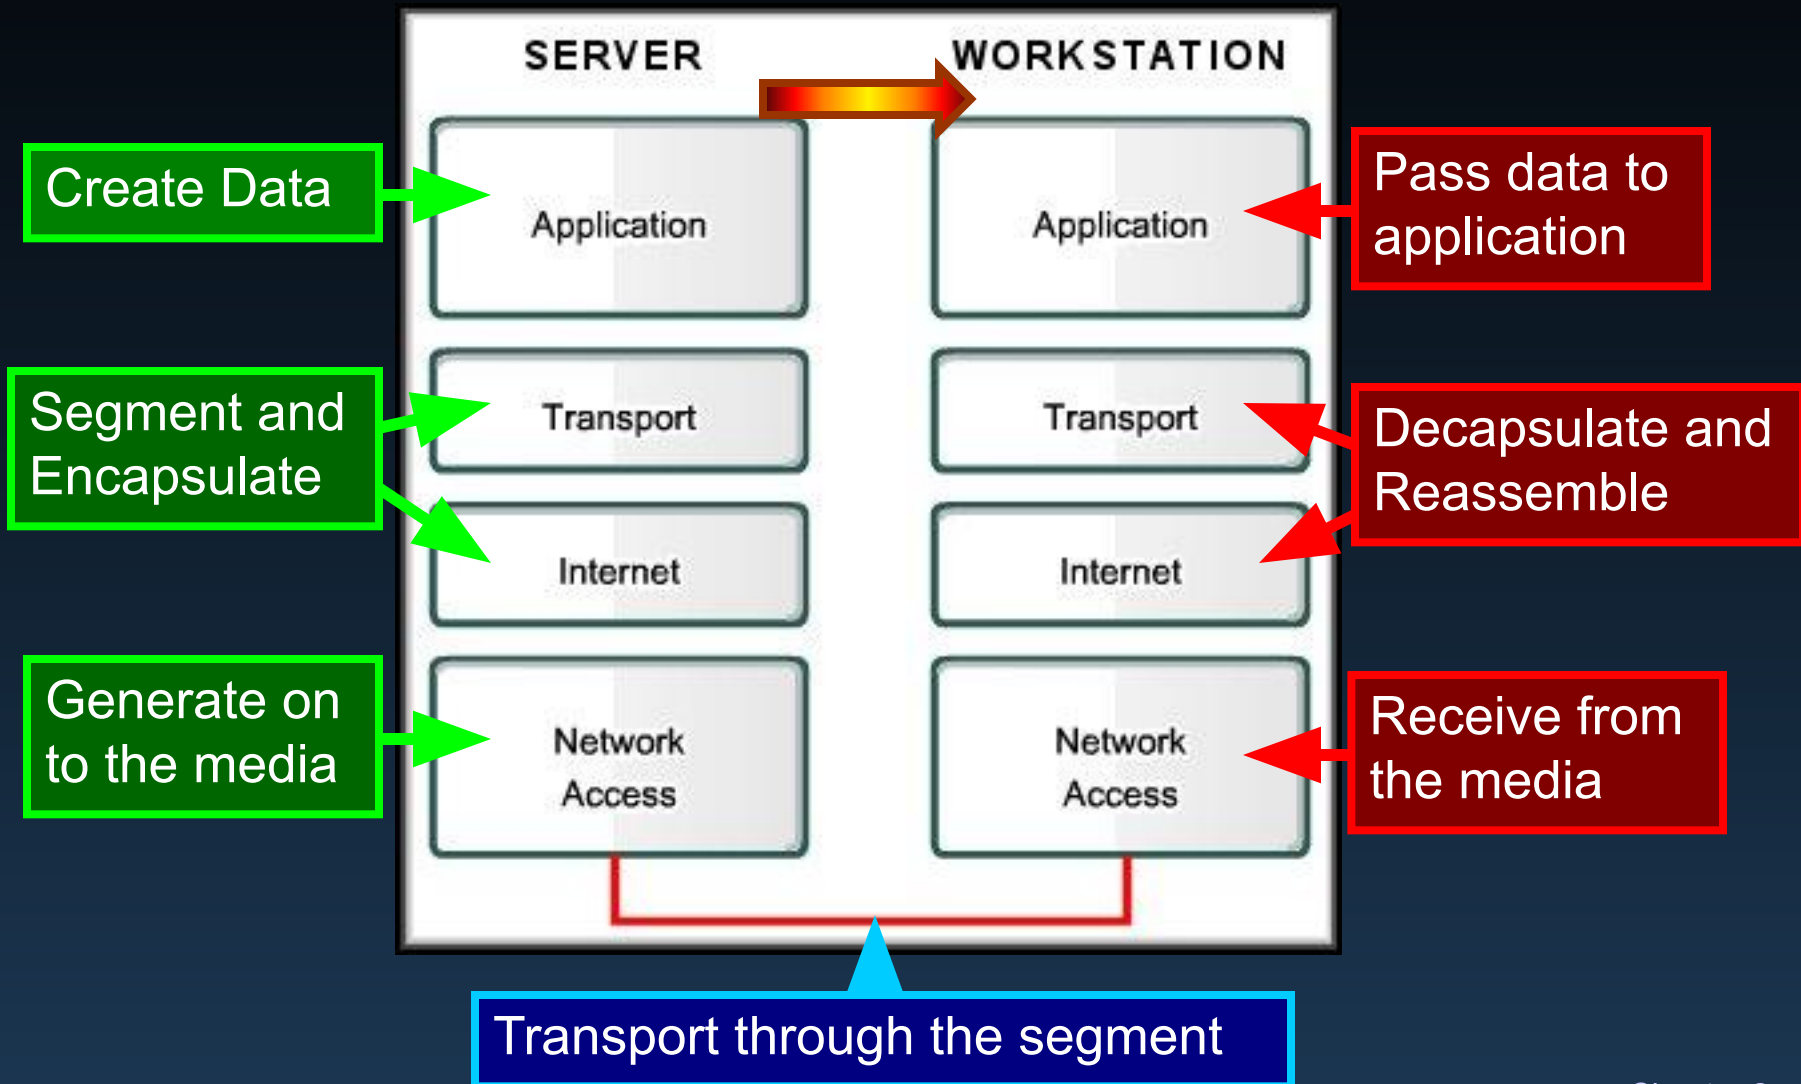 SERVER
WORKSTATION
Create Data
Application
Application
Pass data to
application
Segment and
Encapsulate
Transport
Transport
Decapsulate and
Reassemble
Internet
Internet
Generate on
to the media
Network
Access
Network
Access
Receive from
the media
Transport through the segment